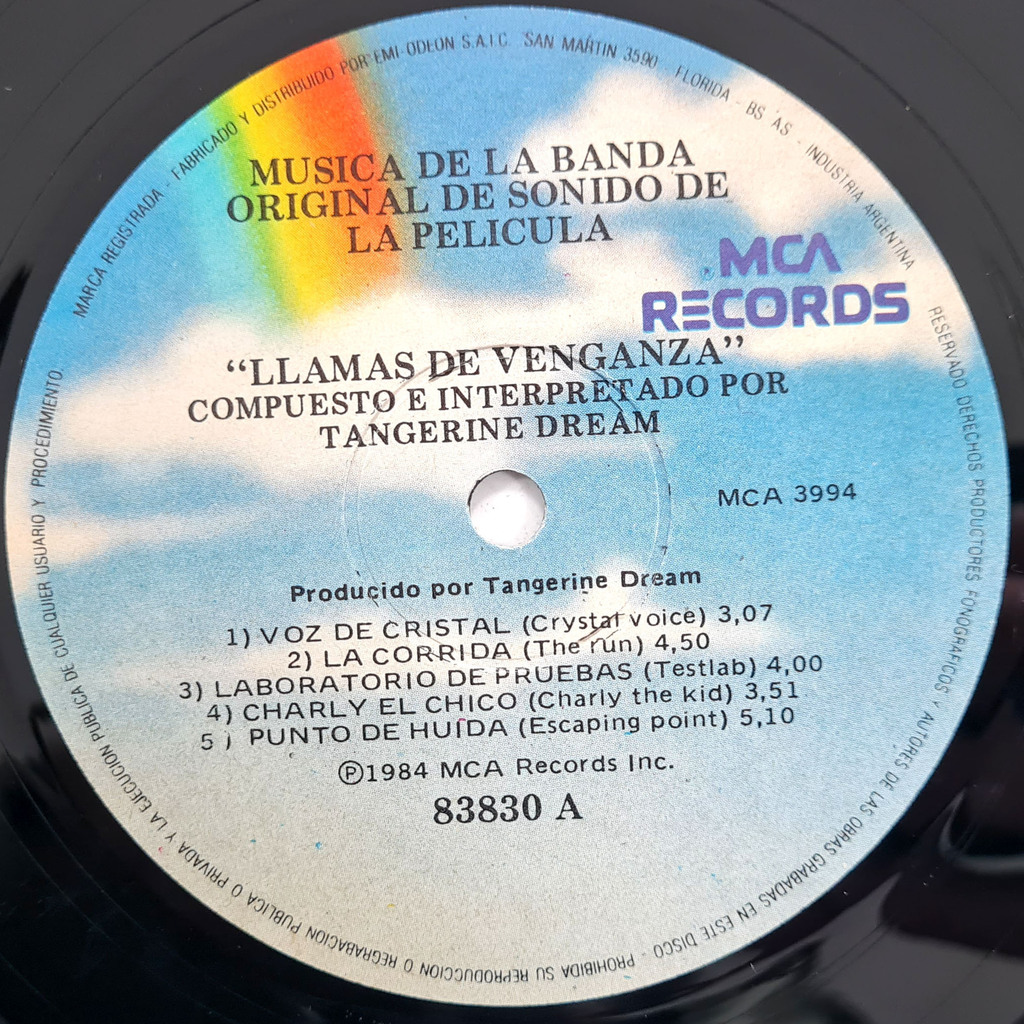 MARCA REGISTRADA - FABRICADO Y DISTRIBUIDO POR EMI-ODEON S.A.I.C. SAN MARTIN 3590 FLORIDA - BS AS - INDUSTRIA ARGENTINA
MUSICA DE LA BANDA
ORIGINAL DE SONIDO DE
LA PELICULA
MCA
RECORDS
“LLAMAS DE VENGANZA”
COMPUESTO E INTERPRETADO POR
TANGERINE DREAM
MCA 3994
Producido por Tangerine Dream
1) VOZ DE CRISTAL (Crystal voice) 3,07
2) LA CORRIDA (The run) 4,50
3) LABORATORIO DE PRUEBAS (Testlab) 4,00
4) CHARLY EL CHICO (Charly the kid) 3,51
5) PUNTO DE HUIDA (Escaping point) 5,10
℗1984 MCA Records Inc.
83830 A
RESERVADO DERECHOS PRODUCTORES FONOGRAFICOS Y AUTORES DE LAS OBRAS GRABADAS EN ESTE DISCO - PROHIBIDA SU REPRODUCCION O REGRABACION PUBLICA O PRIVADA Y LA EJECUCION PUBLICA DE CUALQUIER USUARIO Y PROCEDIMIENTO.